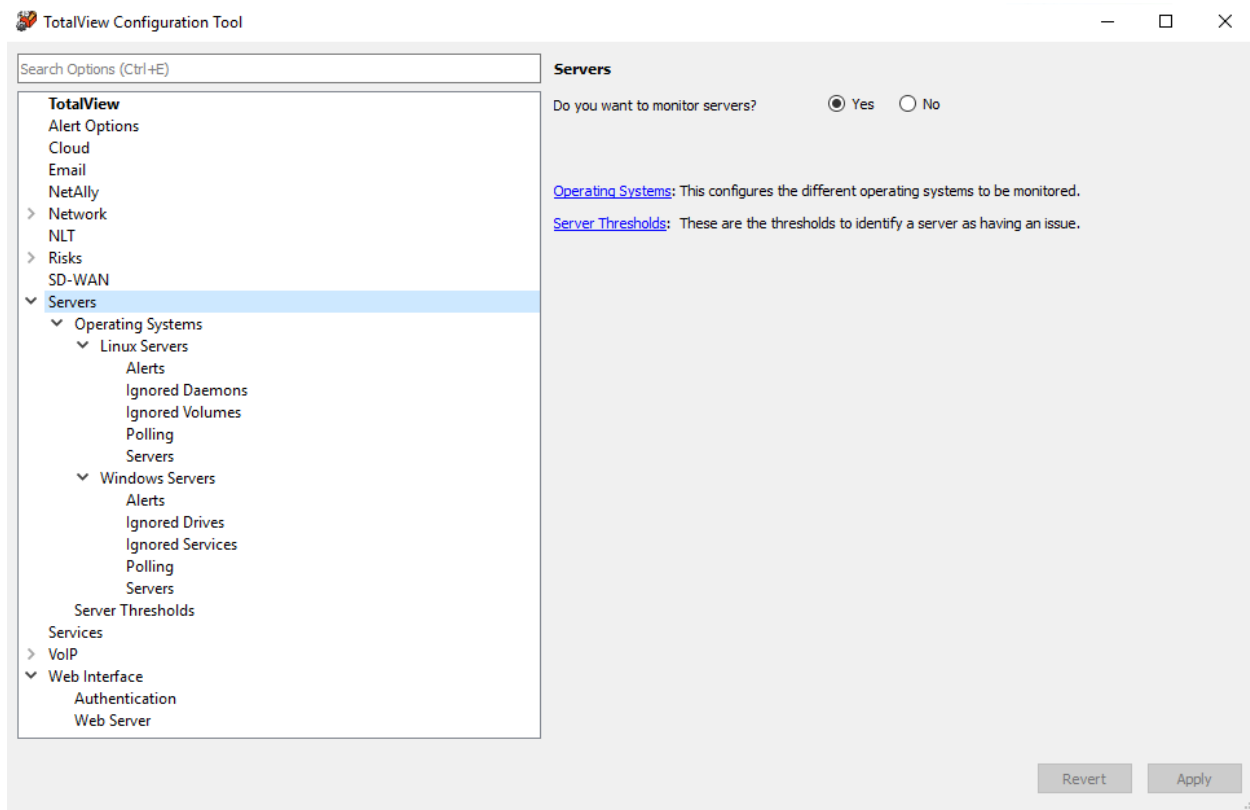 TotalView Configuration Tool
Search Options (Ctrl+E)
TotalView
Alert Options
Cloud
Email
NetAlly
Network
NLT
Risks
SD-WAN
Servers
Operating Systems
Linux Servers
Alerts
Ignored Daemons
Ignored Volumes
Polling
Servers
Windows Servers
Alerts
Ignored Drives
Ignored Services
Polling
Servers
Server Thresholds
Services
VoIP
Web Interface
Authentication
Web Server
Servers
Do you want to monitor servers? Yes No
Operating Systems: This configures the different operating systems to be monitored.
Server Thresholds: These are the thresholds to identify a server as having an issue.
Revert Apply